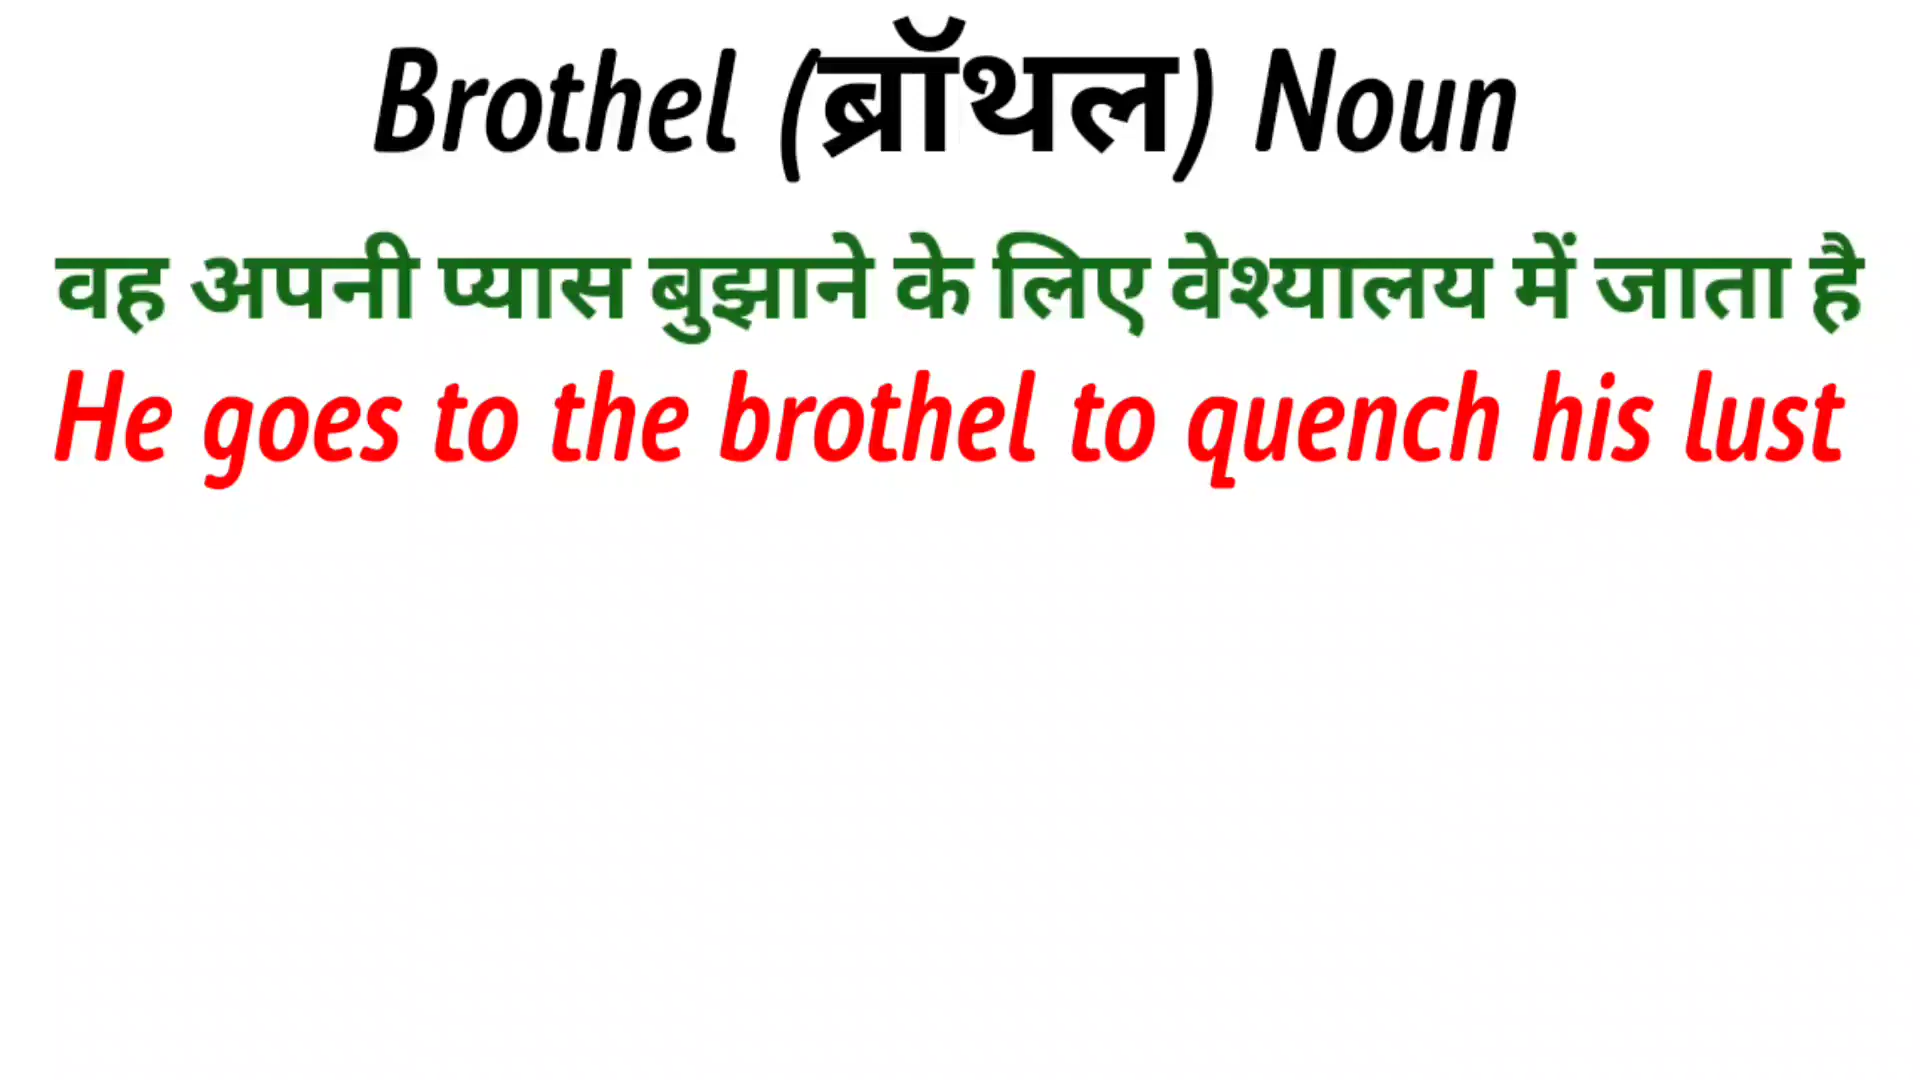 Brothel (ब्रॉथल) Noun
वह अपनी प्यास बुझाने के लिए वेश्यालय में जाता है
He goes to the brothel to quench his lust